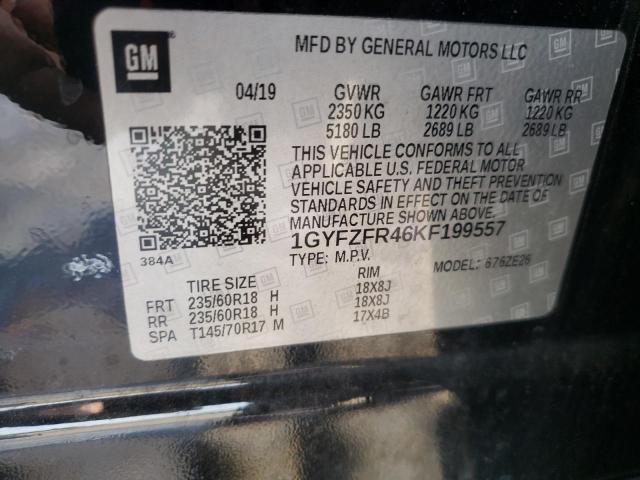 GM
MFD BY GENERAL MOTORS LLC
04/19 GVWR GAWR FRT GAWR RR
2350 KG 1220 KG 1220 KG
5180 LB 2689 LB 2689 LB
THIS VEHICLE CONFORMS TO ALL
APPLICABLE U.S. FEDERAL MOTOR
VEHICLE SAFETY AND THEFT PREVENTION
STANDARDS IN EFFECT ON THE DATE OF
MANUFACTURE SHOWN ABOVE.
384A 1GYFZFR46KF199557
TYPE: M.P.V. MODEL: 676ZE26
TIRE SIZE RIM
FRT 235/60R18 H 18X8J
RR 235/60R18 H 18X8J
SPA T145/70R17 M 17X4B